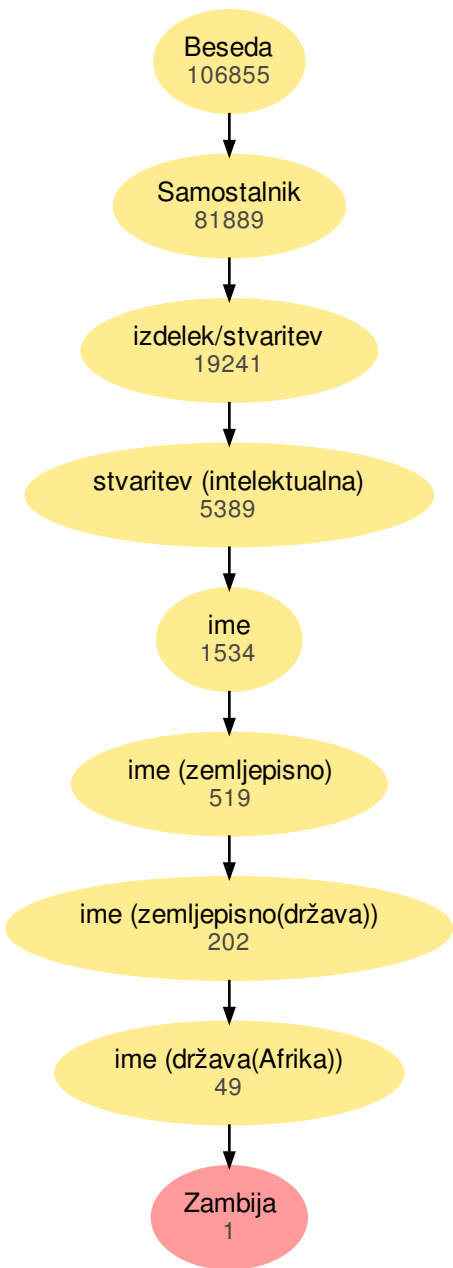 Beseda
106855
Samostalnik
81889
izdelek/stvaritev
19241
stvaritev (intelektualna)
5389
ime
1534
ime (zemljepisno)
519
ime (zemljepisno(država))
202
ime (država(Afrika))
49
Zambija
1